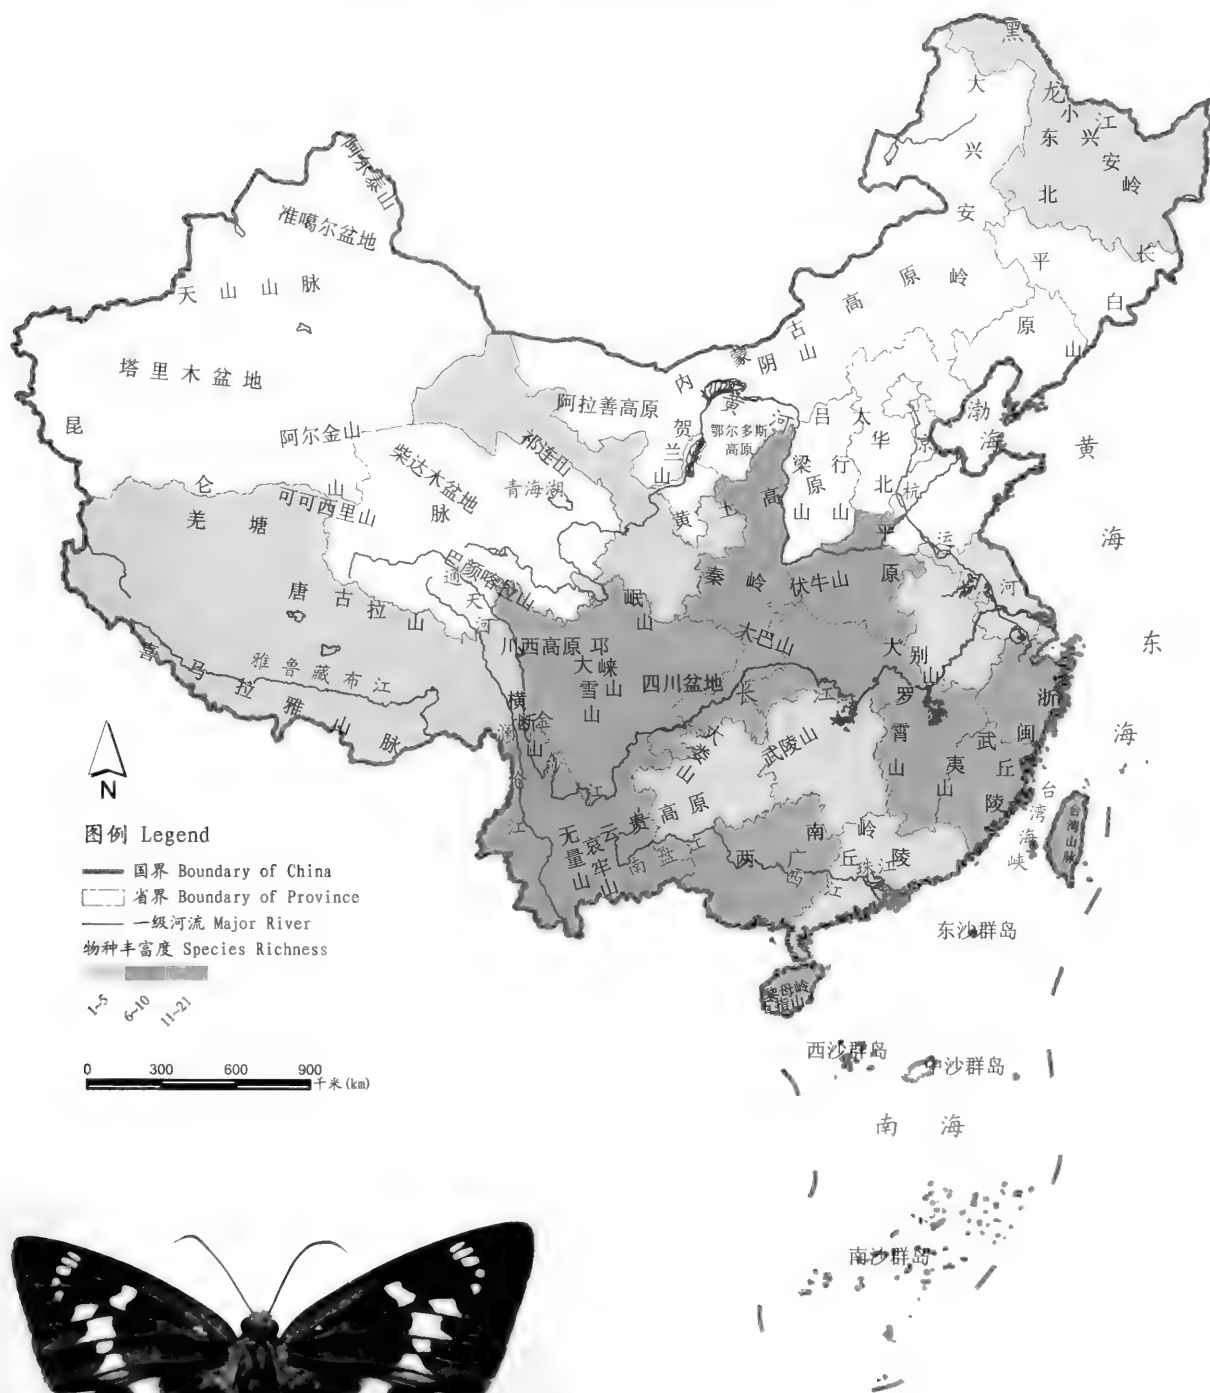 黑龙江
大兴安岭
小兴安岭
东北平原
长白山
阿尔泰山
准噶尔盆地
天山山脉
塔里木盆地
内蒙古高原
阴山
阿拉善高原
贺兰山
黄河
鄂尔多斯
高原
吕梁山
太行山
华北平原
渤海
黄海
京杭运河
昆仑山脉
阿尔金山
祁连山
柴达木盆地
青海湖
可可西里山
羌塘
黄土高原
巴颜喀拉山
通天河
唐古拉山
秦岭
伏牛山
岷山
川西高原
邛崃山
大雪山
大巴山
四川盆地
长江
大别山
东海
喜马拉雅山脉
雅鲁藏布江
横断山
澜沧江
金沙江
大娄山
武陵山
罗霄山
武夷山
浙闽丘陵
台湾海峡
台湾山脉
无量山
哀牢山
云贵高原
南盘江
南岭
两广丘陵
西江
珠江
N
图例 Legend
国界 Boundary of China
省界 Boundary of Province
一级河流 Major River
物种丰富度 Species Richness
1~5
6~10
11~21
0 300 600 900
千米(km)
东沙群岛
黎母岭
五指山
西沙群岛
中沙群岛
南海
南沙群岛